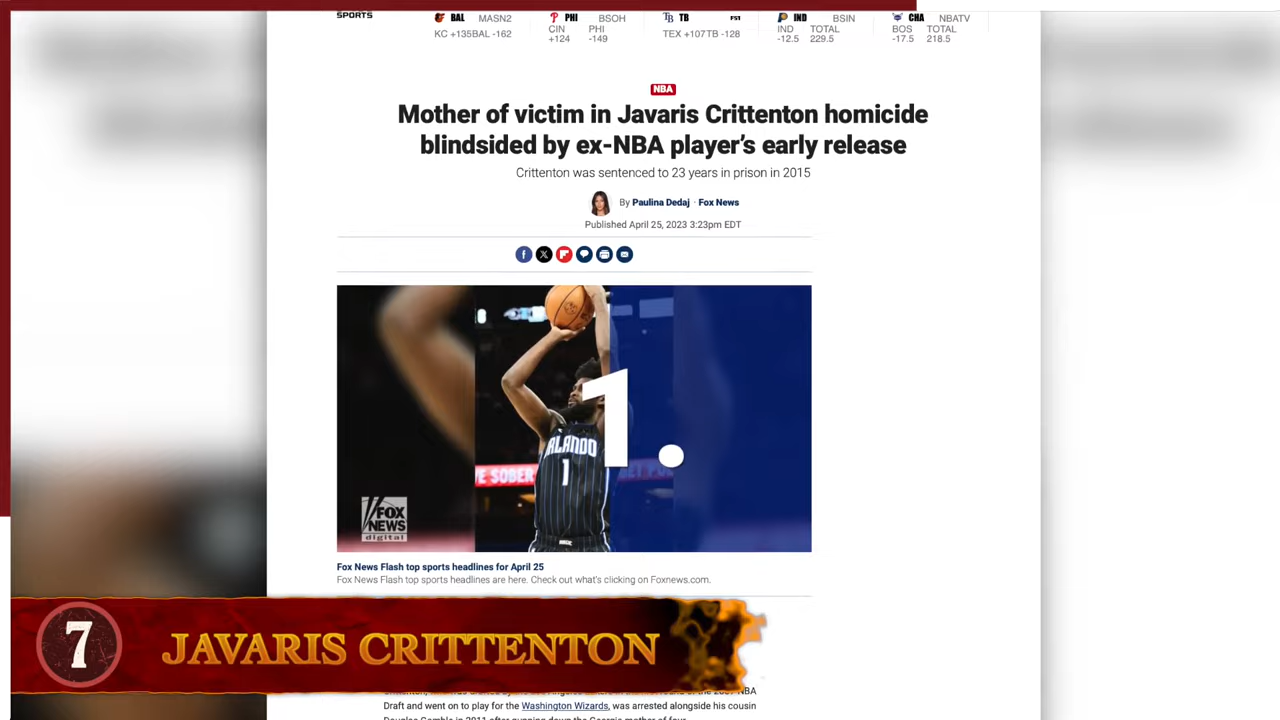 SPORTS
BAL MASN2
KC +135BAL -162
PHI BSOH
CIN PHI
+124 -149
TB FS1
TEX +107TB -128
IND BSIN
IND TOTAL
-12.5 229.5
CHA NBATV
BOS TOTAL
-17.5 218.5
NBA
Mother of victim in Javaris Crittenton homicide
blindsided by ex-NBA player's early release
Crittenton was sentenced to 23 years in prison in 2015
By Paulina Dedaj · Fox News
Published April 25, 2023 3:23pm EDT
1.
ORLANDO
1
VE SOBER
FOX
NEWS
digital
Fox News Flash top sports headlines for April 25
Fox News Flash top sports headlines are here. Check out what's clicking on Foxnews.com.
7 JAVARIS CRITTENTON
NBA
Draft and went on to play for the Washington Wizards, was arrested alongside his cousin